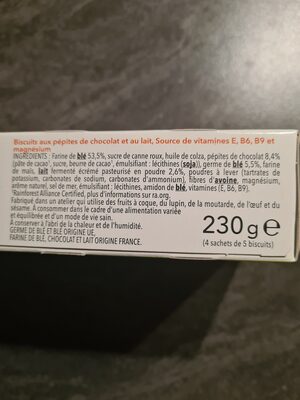 Biscuits aux pépites de chocolat et au lait, Source de vitamines E, B6, B9 et
magnésium
INGRÉDIENTS : Farine de blé 53,5%, sucre de canne roux, huile de colza, pépites de chocolat 8,4%
(pâte de cacao¹, sucre, beurre de cacao¹, émulsifiant : lécithines (soja)), germe de blé 5,5%, farine
de maïs, lait fermenté écrémé pasteurisé en poudre 2,6%, poudres à lever (tartrates de
potassium, carbonates de sodium, carbonates d'ammonium), fibres d'avoine, magnésium,
arôme naturel, sel de mer, émulsifiant : lécithines, amidon de blé, vitamines (E, B6, B9).
¹Rainforest Alliance Certified, plus d'informations sur ra.org.
Fabriqué dans un atelier qui utilise des fruits à coque, du lupin, de la moutarde, de l'œuf et du
sésame. À consommer dans le cadre d'une alimentation variée
et équilibrée et d'un mode de vie sain.
À conserver à l'abri de la chaleur et de l'humidité.
GERME DE BLÉ ET BLÉ ORIGINE UE,
FARINE DE BLÉ, CHOCOLAT ET LAIT ORIGINE FRANCE.
230g e
(4 sachets de 5 biscuits)